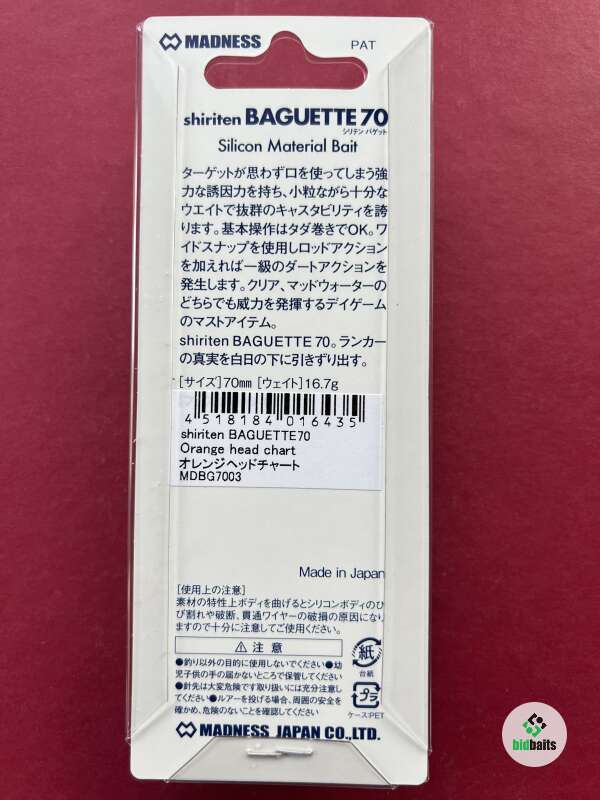 MADNESS
PAT
shiriten BAGUETTE 70
シリテン バゲット
Silicon Material Bait
ターゲットが思わず口を使ってしまう強
力な誘因力を持ち、小粒ながら十分な
ウエイトで抜群のキャスタビリティを誇
ります。基本操作はタダ巻きでOK。ワ
イドスナップを使用しロッドアクション
を加えれば一級のダートアクションを
発生します。クリア、マッドウォーターの
どちらでも威力を発揮するデイゲーム
のマストアイテム。
shiriten BAGUETTE 70。ランカー
の真実を白日の下に引きずり出す。
[サイズ]70mm [ウェイト]16.7g
4 518184 016435
shiriten BAGUETTE70
Orange head chart
オレンジヘッドチャート
MDBG7003
Made in Japan
[使用上の注意]
素材の特性上ボディを曲げるとシリコンボディのひ
び割れや破断、貫通ワイヤーの破損の原因になり
ますので十分に注意してご使用ください。
⚠ 注 意
●釣り以外の目的に使用しないでください●幼
児子供の手の届かないところで保管してください
●針先は大変危険です取り扱いには充分注意し
てください●ルアーを投げる場合、周囲の安全を
確かめ、危険のないことを確認してください
紙
台紙
プラ
ケース:PET
MADNESS JAPAN CO.,LTD.
bidbaits